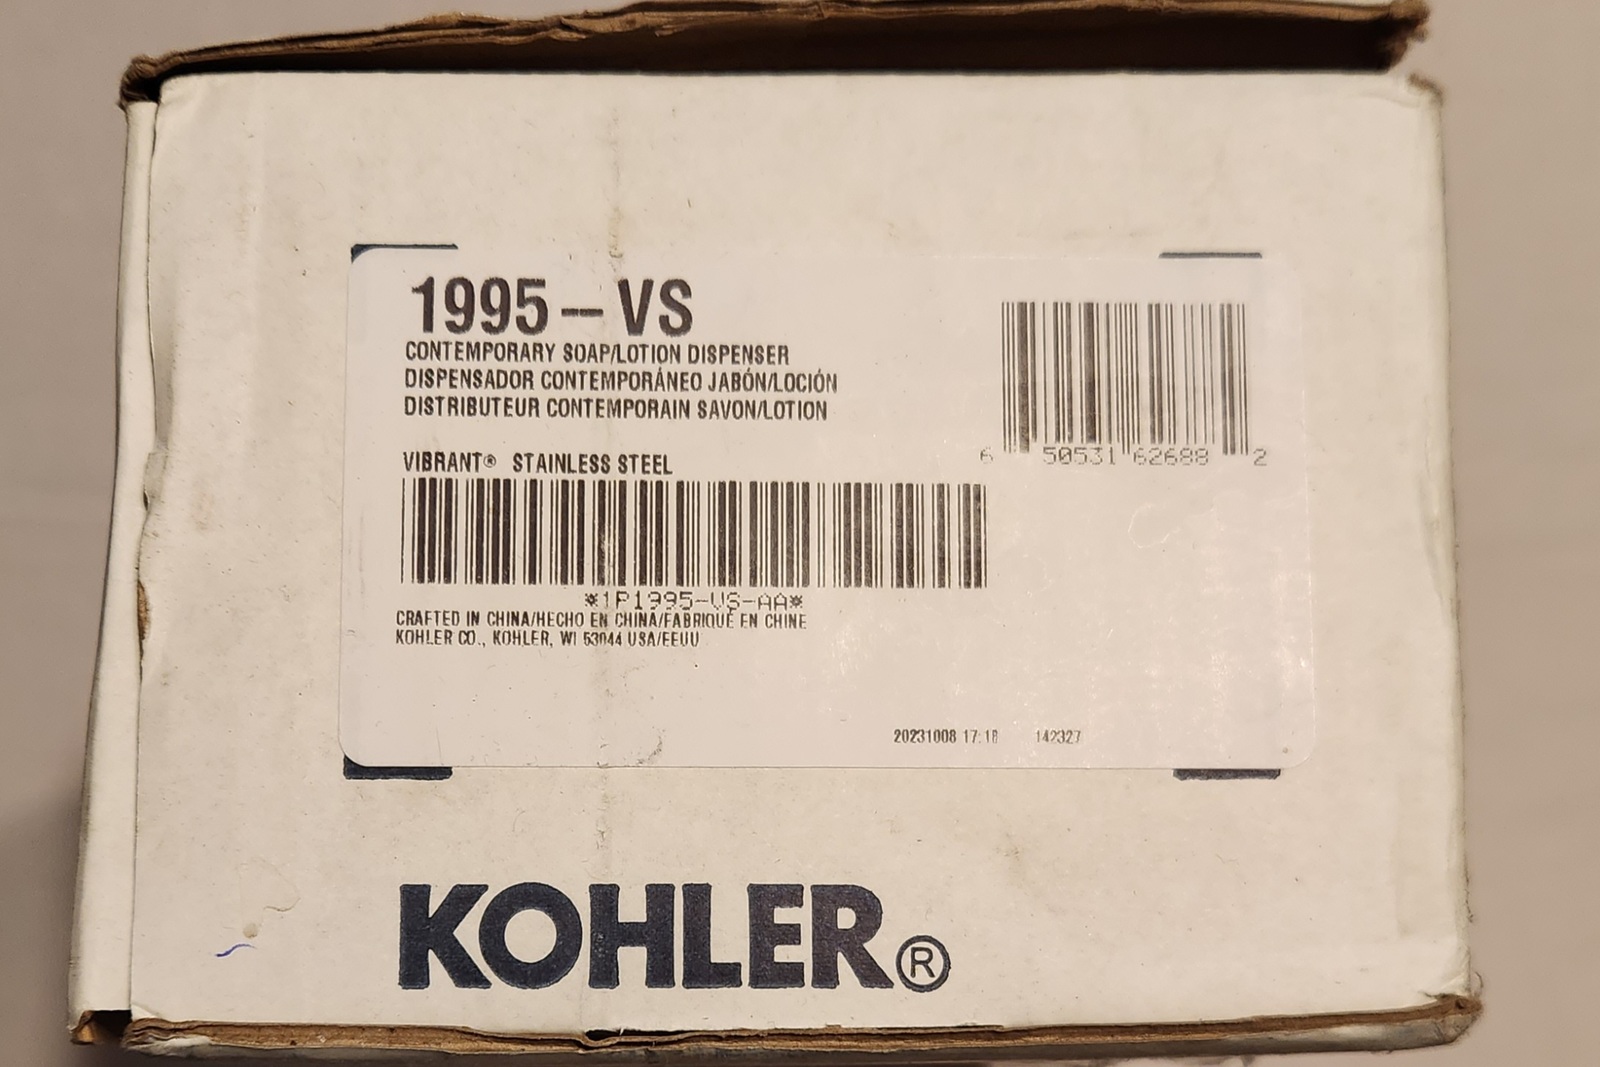 1995-VS
CONTEMPORARY SOAP/LOTION DISPENSER
DISPENSADOR CONTEMPORÁNEO JABÓN/LOCIÓN
DISTRIBUTEUR CONTEMPORAIN SAVON/LOTION
6 50531 62688 2
VIBRANT® STAINLESS STEEL
*1P1995-VS-AA*
CRAFTED IN CHINA/HECHO EN CHINA/FABRIQUÉ EN CHINE
KOHLER CO., KOHLER, WI 53044 USA/EEUU
20231008 17:18 142327
KOHLER®